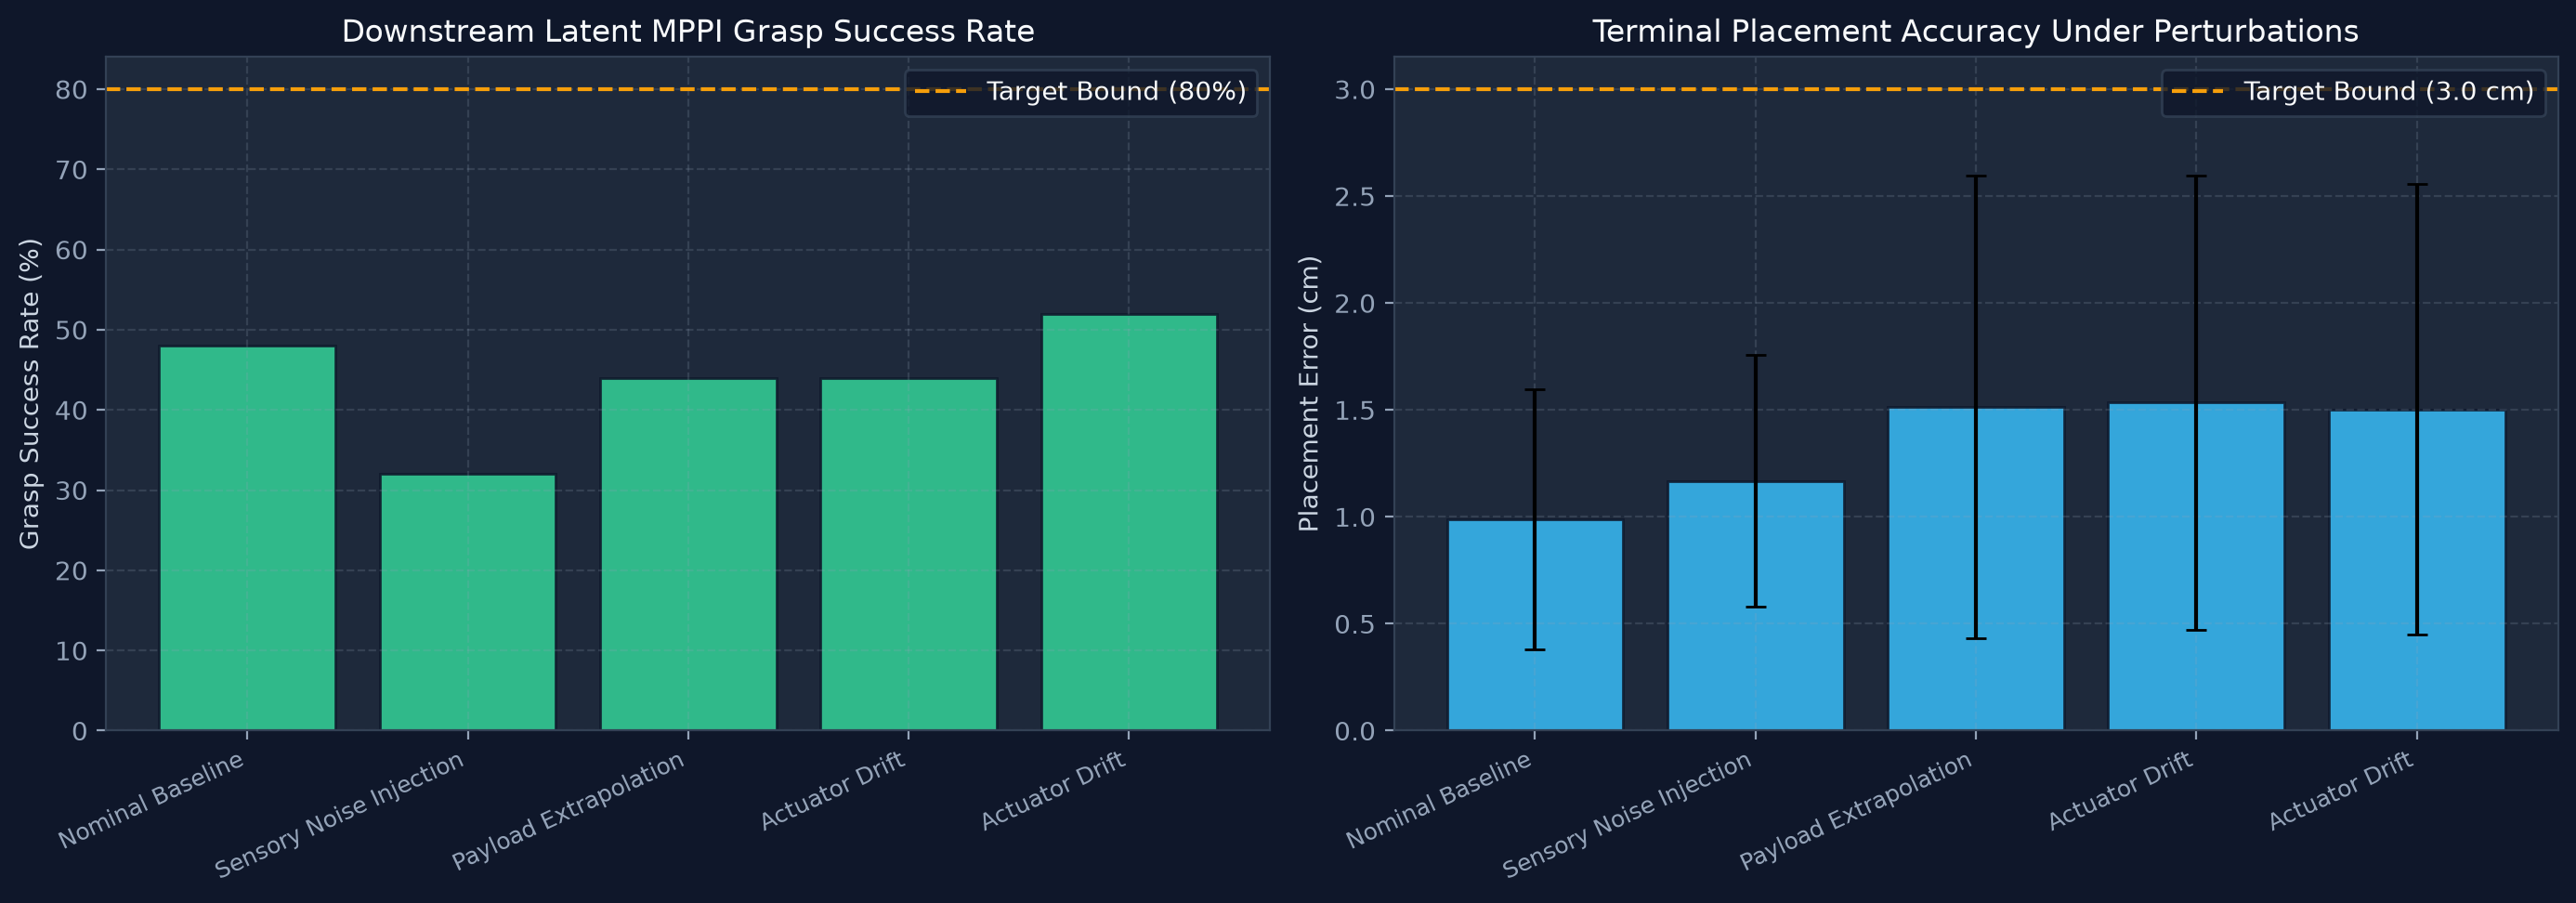 Downstream Latent MPPI Grasp Success Rate
Grasp Success Rate (%)
80
70
60
50
40
30
20
10
0
Target Bound (80%)
Nominal Baseline
Sensory Noise Injection
Payload Extrapolation
Actuator Drift
Actuator Drift
Terminal Placement Accuracy Under Perturbations
Placement Error (cm)
3.0
2.5
2.0
1.5
1.0
0.5
0.0
Target Bound (3.0 cm)
Nominal Baseline
Sensory Noise Injection
Payload Extrapolation
Actuator Drift
Actuator Drift